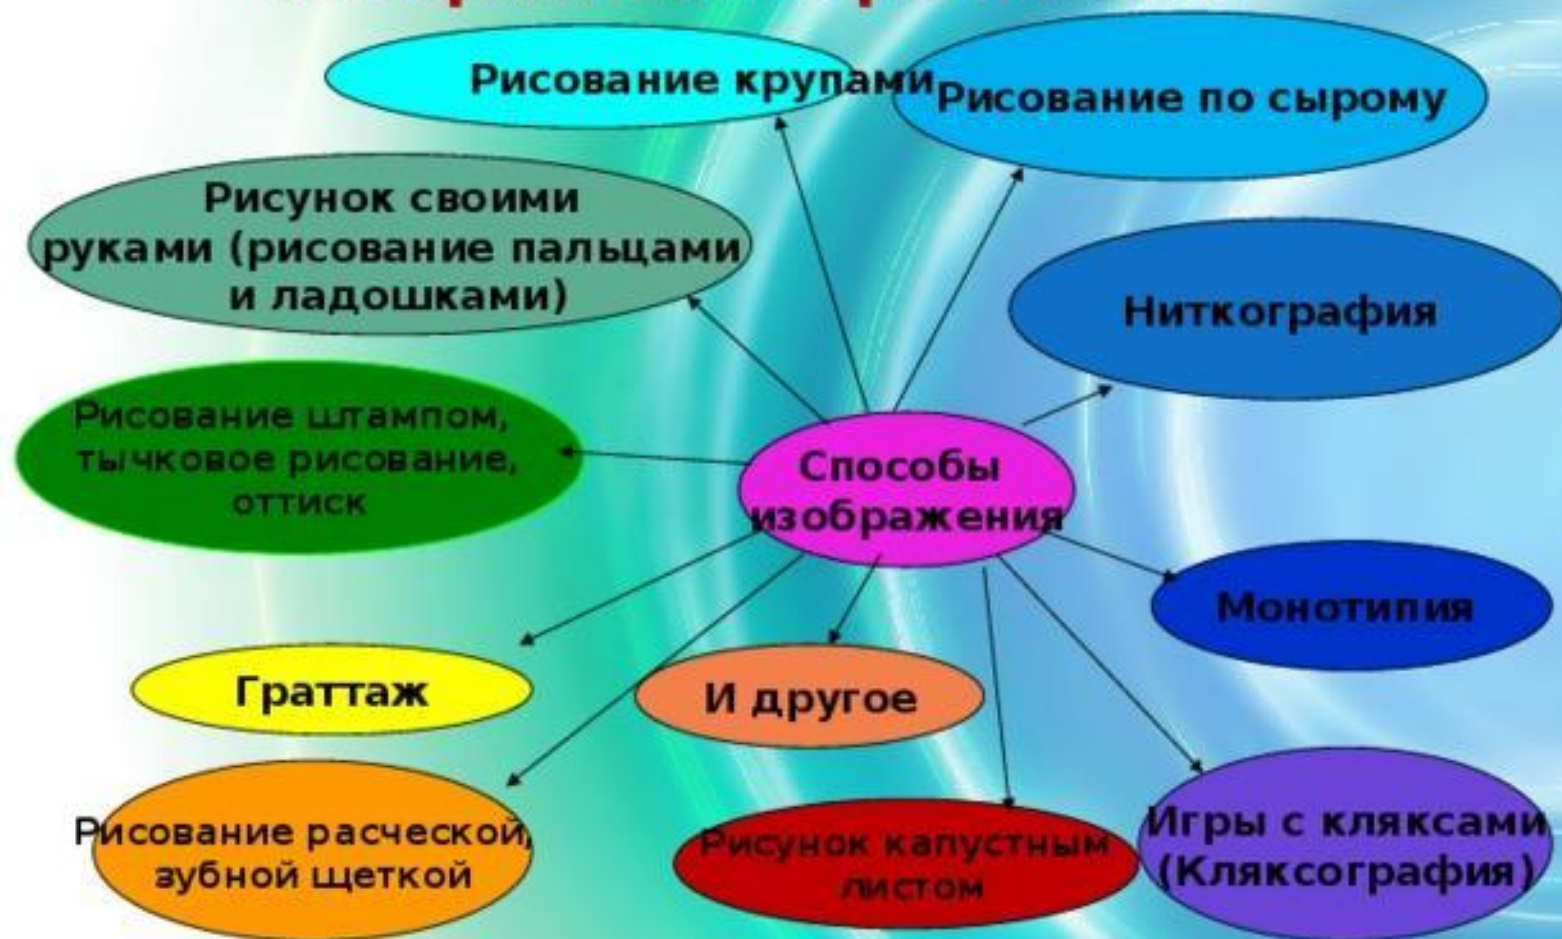 Рисование крупами
Рисование по сырому
Рисунок своими
руками (рисование пальцами
и ладошками)
Ниткография
Рисование штампом,
тычковое рисование,
оттиск
Способы
изображения
Монотипия
Граттаж
И другое
Рисование расческой,
зубной щеткой
Рисунок капустным
листом
Игры с кляксами
(Кляксография)